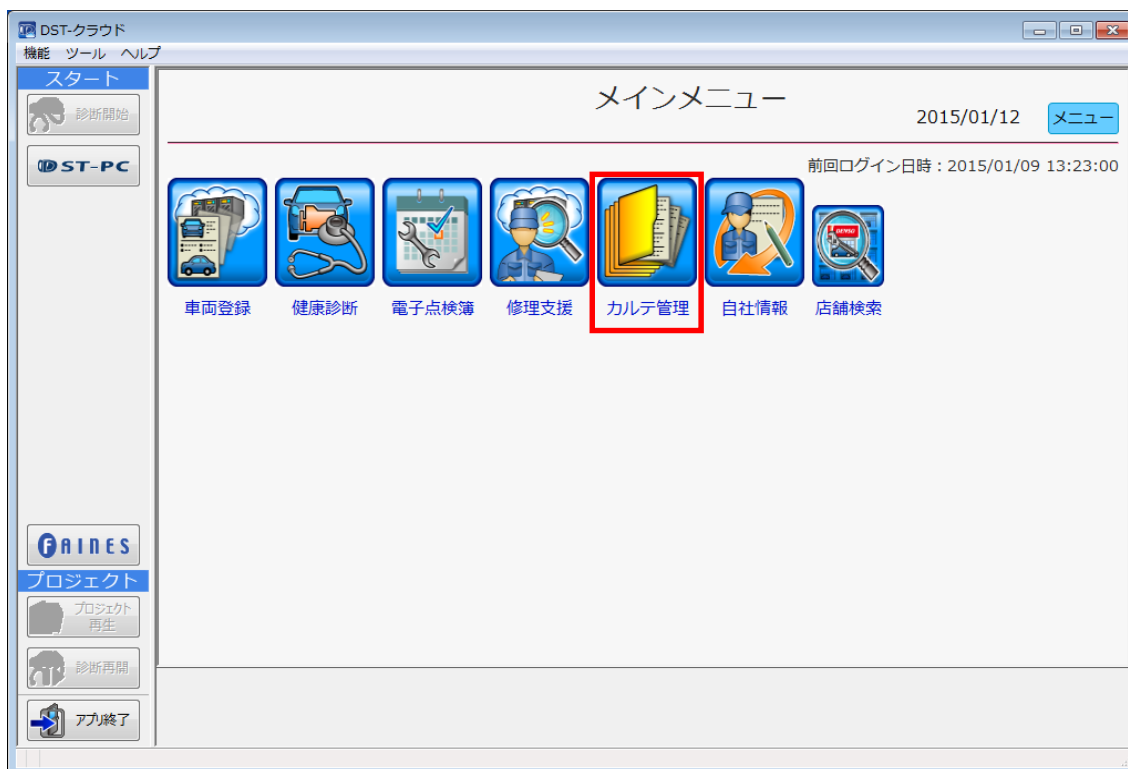 DST-クラウド
機能 ツール ヘルプ
スタート
診断開始
DST-PC
メインメニュー
2015/01/12 メニュー
前回ログイン日時：2015/01/09 13:23:00
DENSO
車両登録 健康診断 電子点検簿 修理支援 カルテ管理 自社情報 店舗検索
FAINES
プロジェクト
プロジェクト
再生
診断再開
アプリ終了